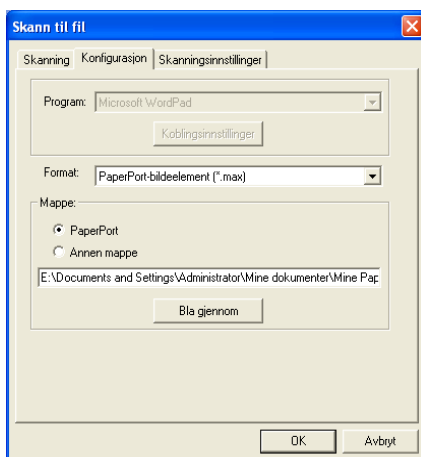 Skann til fil
Skanning Konfigurasjon Skanningsinnstillinger
Program: Microsoft WordPad
Koblingsinnstillinger
Format: PaperPort-bildeelement (*.max)
Mappe:
PaperPort
Annen mappe
E:\Documents and Settings\Administrator\Mine dokumenter\Mine Pap
Bla gjennom
OK Avbryt